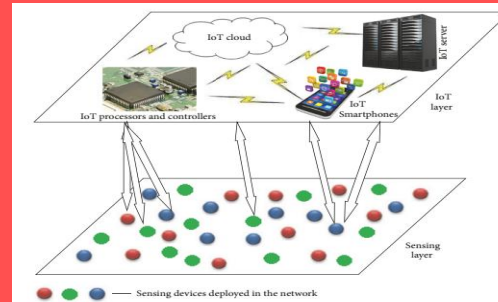 IoT cloud
IoT server
IoT
layer
IoT processors and controllers
IoT
Smartphones
Sensing
layer
Sensing devices deployed in the network